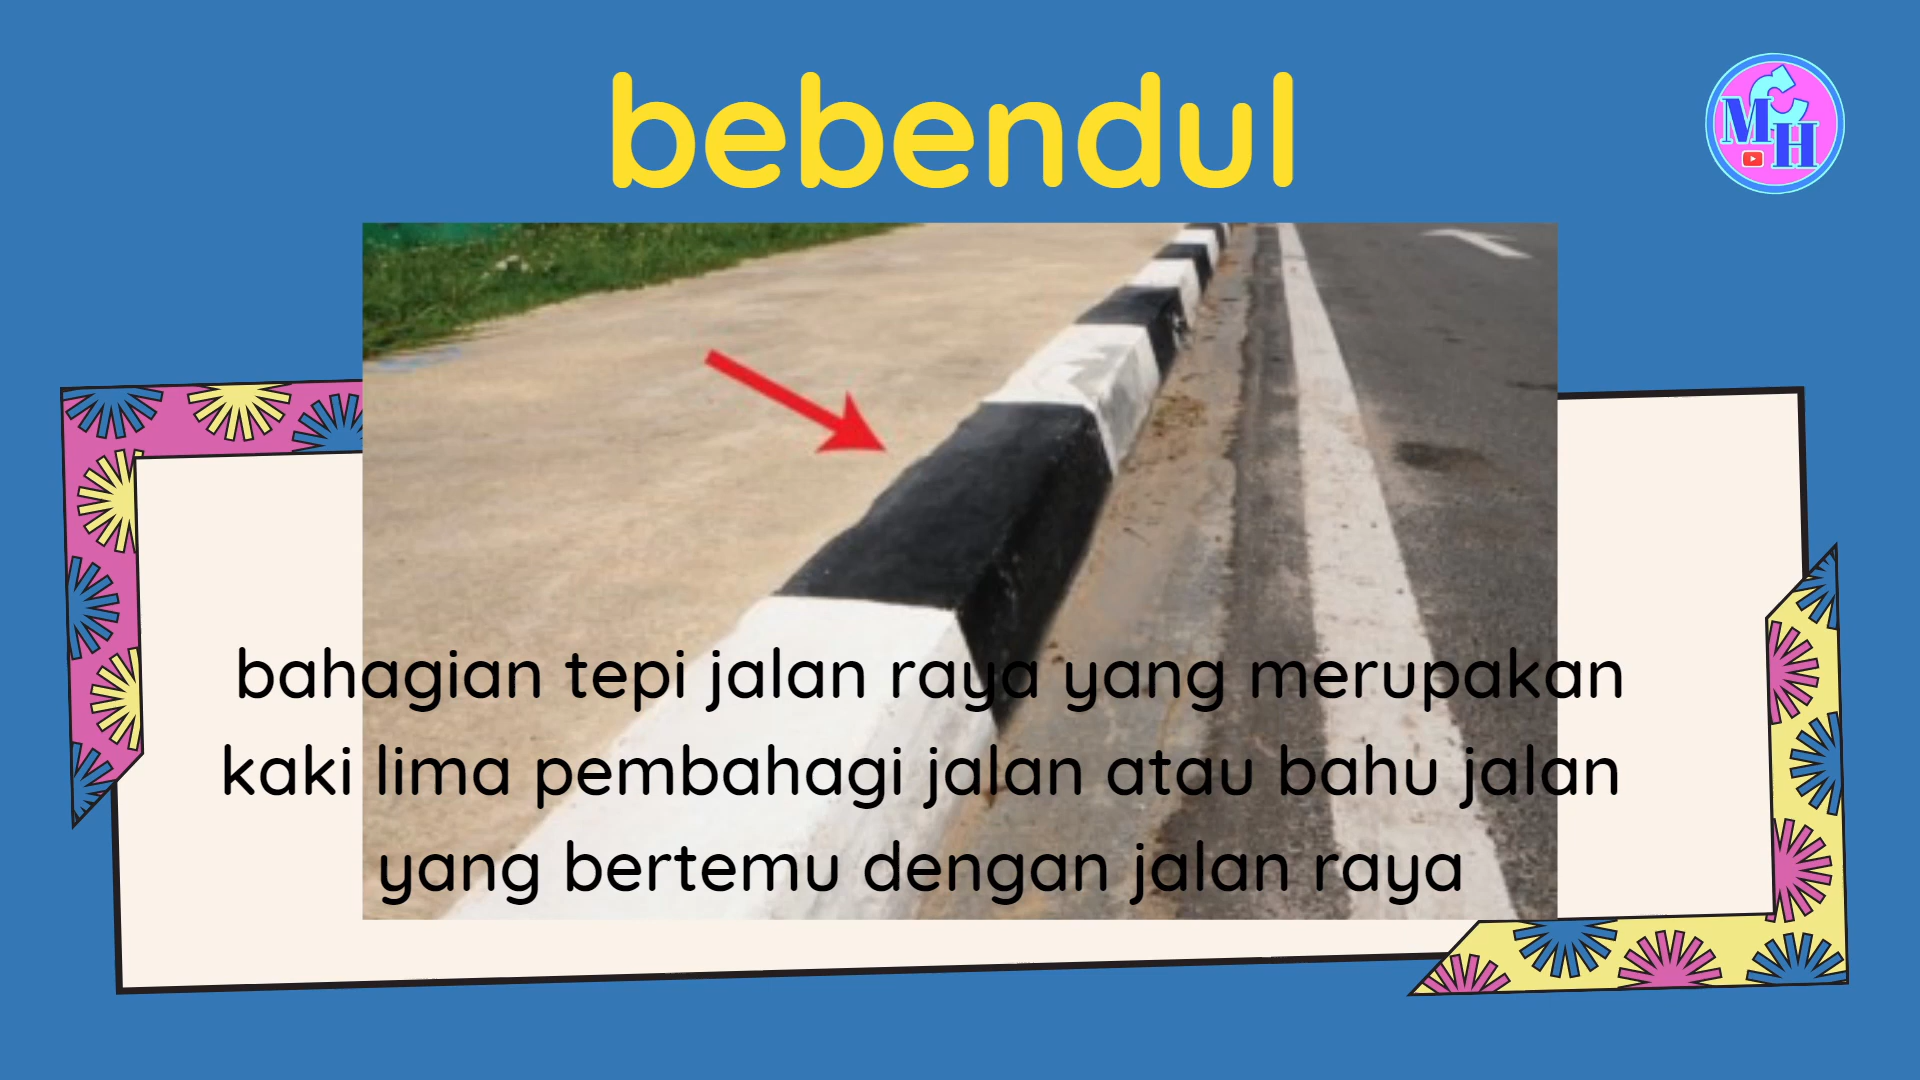 bebendul
MCH
bahagian tepi jalan raya yang merupakan
kaki lima pembahagi jalan atau bahu jalan
yang bertemu dengan jalan raya